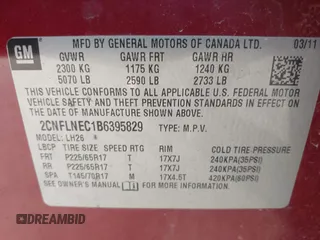 GM
MFD BY GENERAL MOTORS OF CANADA LTD. 03/11
GVWR GAWR FRT GAWR RR
2300 KG 1175 KG 1240 KG
5070 LB 2590 LB 2733 LB
THIS VEHICLE CONFORMS TO ALL APPLICABLE U.S. FEDERAL MOTOR
VEHICLE SAFETY, BUMPER, AND THEFT PREVENTION STANDARDS IN
EFFECT ON THE DATE OF MANUFACTURE SHOWN ABOVE.
2CNFLNEC1B6395829 TYPE: M.P.V.
MODEL: LH26 *
LBCP TIRE SIZE SPEED RTG RIM COLD TIRE PRESSURE
FRT P225/65R17 T 17X7J 240KPA(35PSI)
RR P225/65R17 T 17X7J 240KPA(35PSI)
SPA T145/70R17 M 17X4.5T 420KPA(60PSI)
SEE OWNER'S MANUAL FOR ADDITIONAL INFORMATION.
BIDINFO